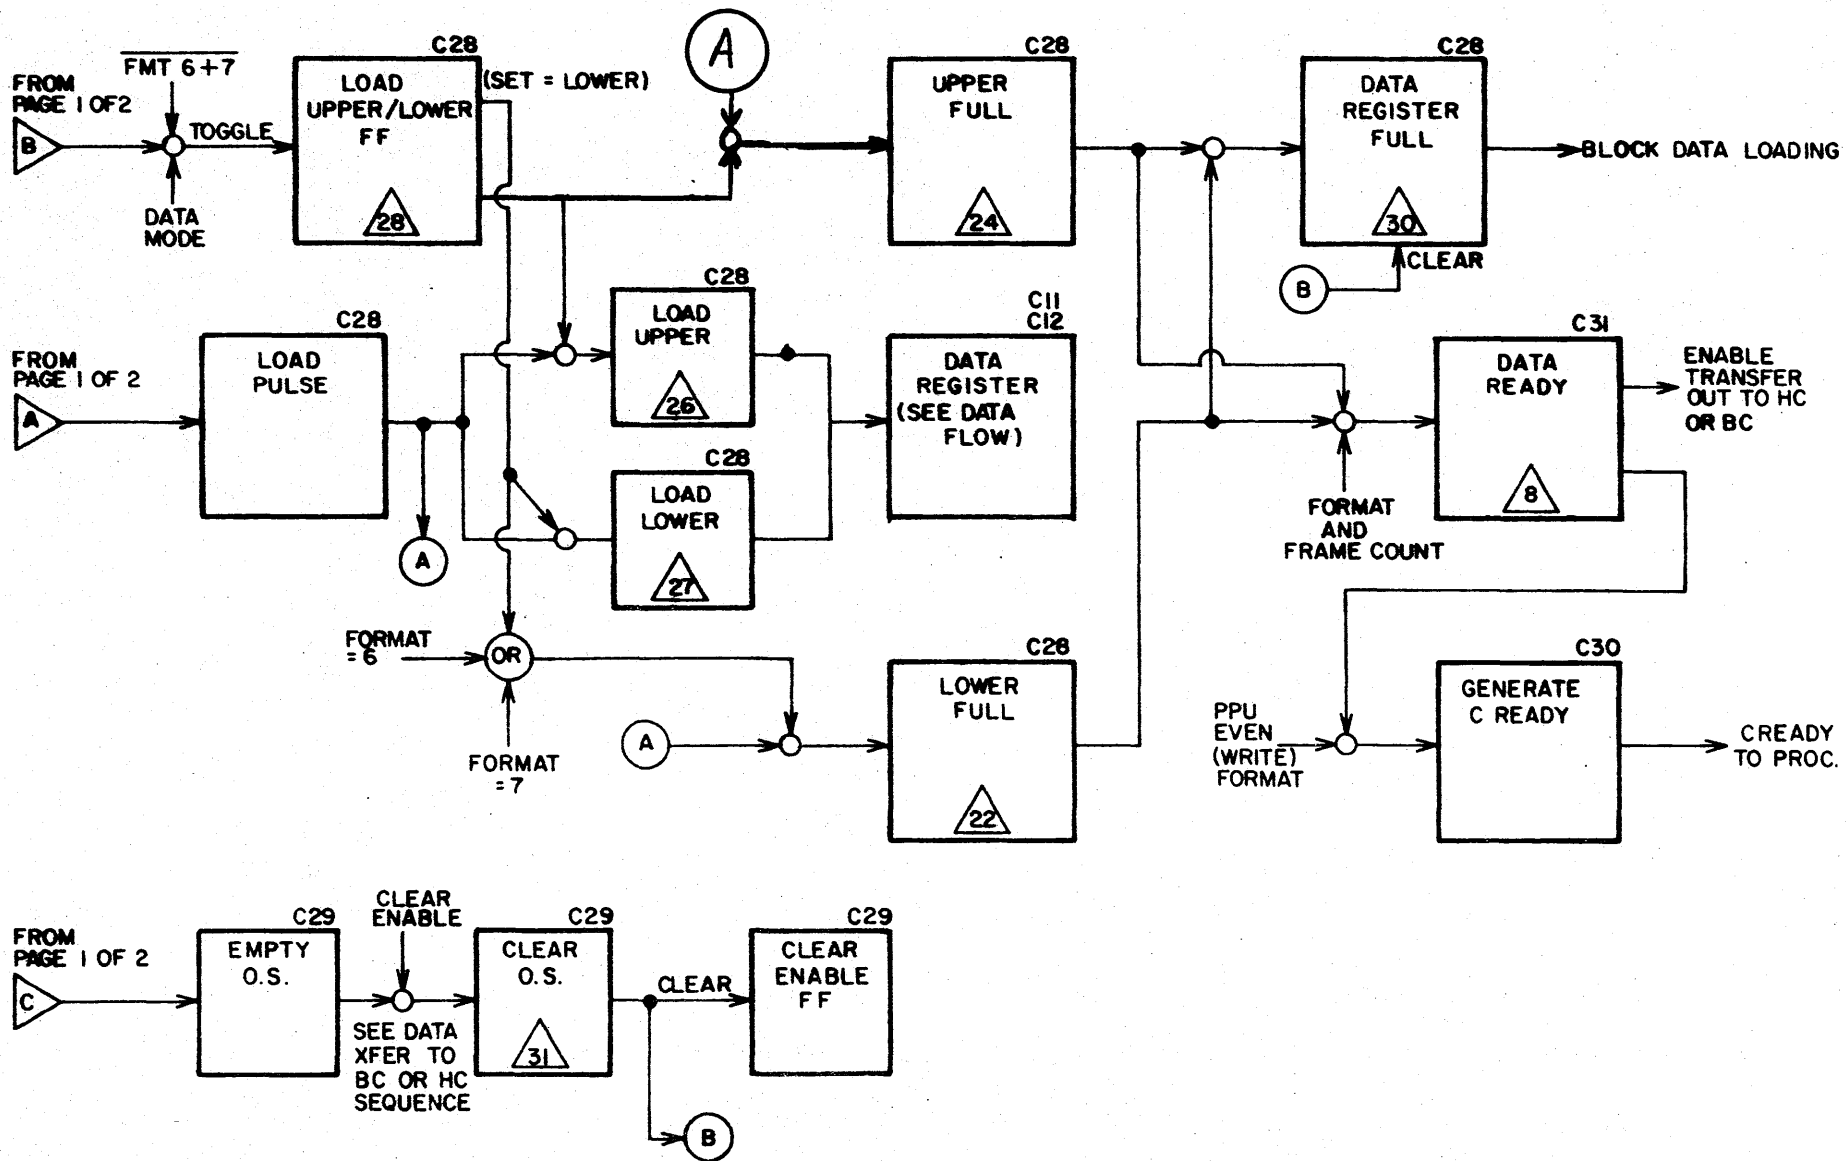 FROM
PAGE 1 OF 2
B
FMT 6+7
TOGGLE
DATA
MODE
C28
LOAD
UPPER/LOWER
FF
28
(SET = LOWER)
A
C28
UPPER
FULL
24
C28
DATA
REGISTER
FULL
30
BLOCK DATA LOADING
B
CLEAR
FROM
PAGE 1 OF 2
A
C28
LOAD
PULSE
A
C28
LOAD
UPPER
26
C28
LOAD
LOWER
27
C11
C12
DATA
REGISTER
(SEE DATA
FLOW)
C31
DATA
READY
8
ENABLE
TRANSFER
OUT TO HC
OR BC
FORMAT
AND
FRAME COUNT
FORMAT
=6
OR
FORMAT
=7
A
C28
LOWER
FULL
22
PPU
EVEN
(WRITE)
FORMAT
C30
GENERATE
C READY
CREADY
TO PROC.
FROM
PAGE 1 OF 2
C
C29
EMPTY
O.S.
CLEAR
ENABLE
SEE DATA
XFER TO
BC OR HC
SEQUENCE
C29
CLEAR
O.S.
31
CLEAR
B
C29
CLEAR
ENABLE
FF